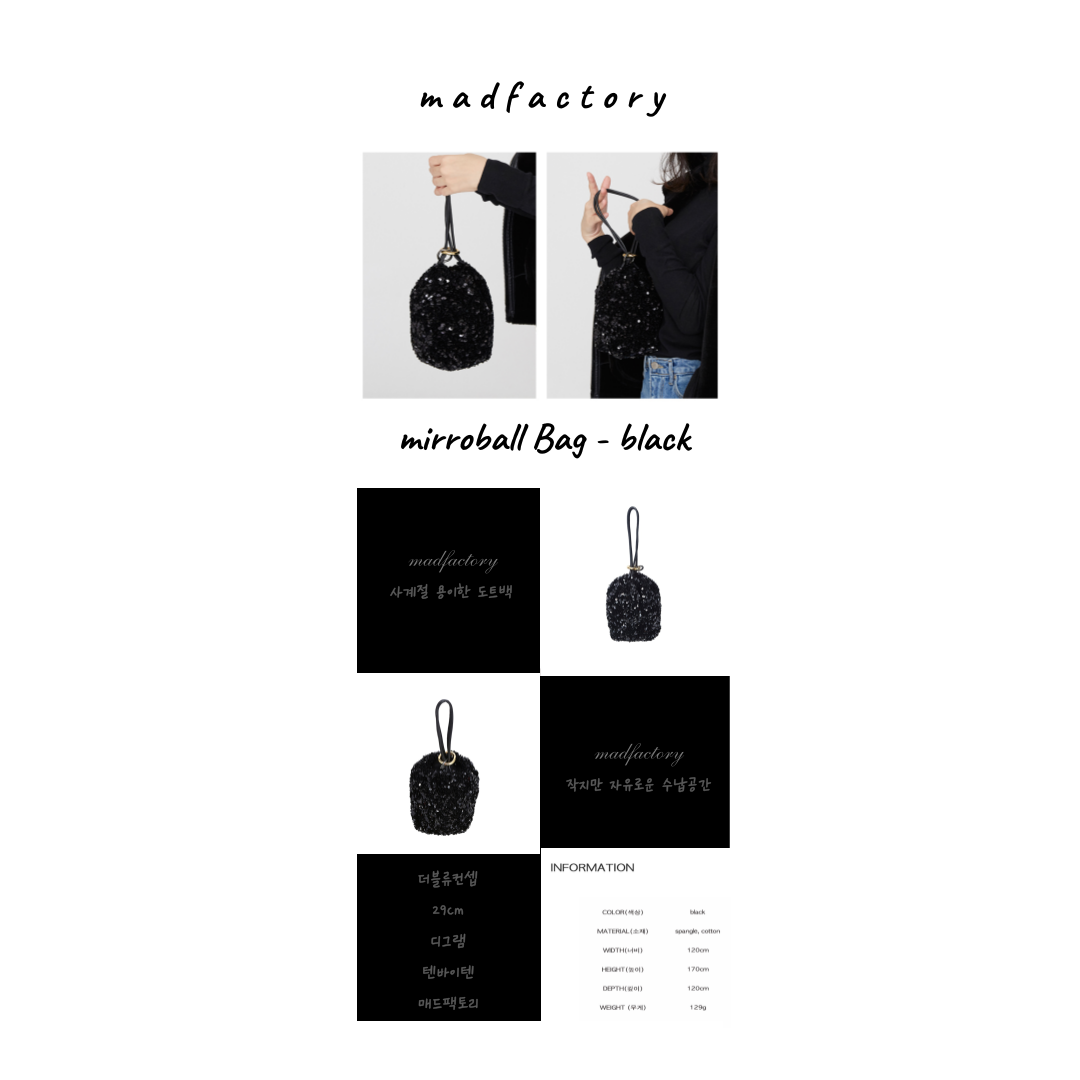 madfactory
mirroball Bag - black
madfactory
사계절 용이한 도트백
madfactory
작지만 자유로운 수납공간
더블류컨셉
29cm
디그램
텐바이텐
매드팩토리
INFORMATION
COLOR(색상) black
MATERIAL(소재) spangle, cotton
WIDTH(너비) 120cm
HEIGHT(높이) 170cm
DEPTH(깊이) 120cm
WEIGHT (무게) 129g